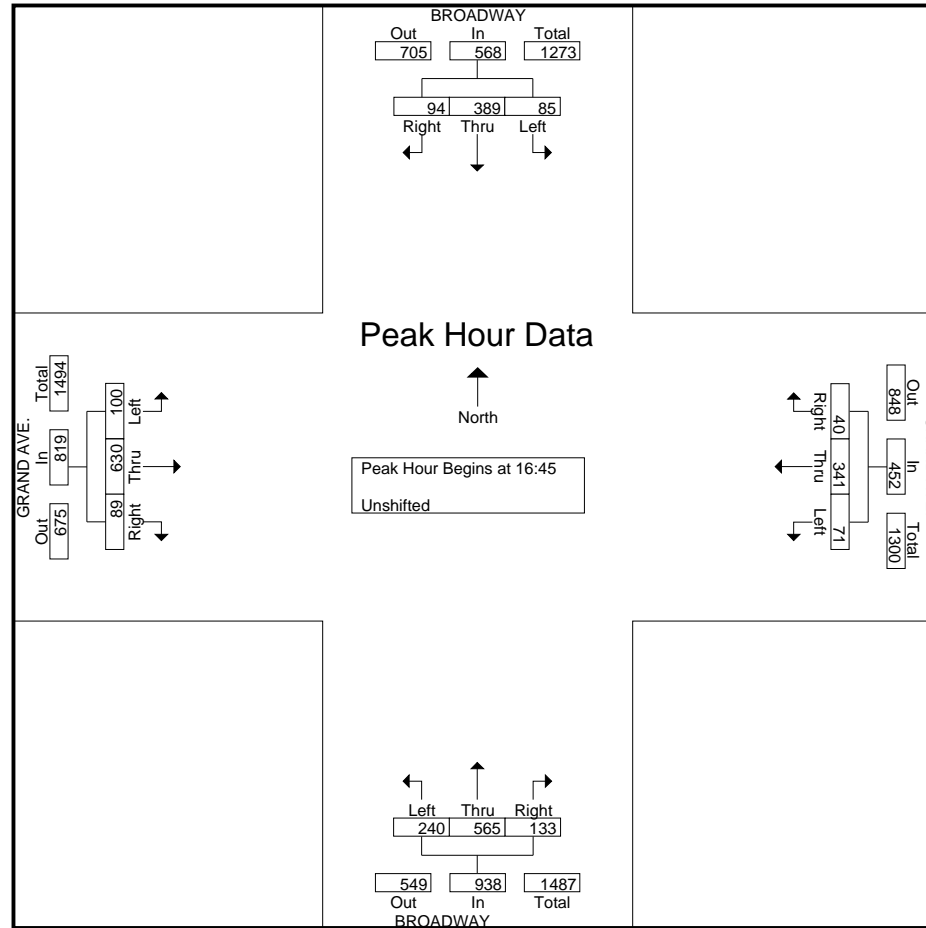 BROADWAY
Out In Total
705 568 1273
94 389 85
Right Thru Left
Peak Hour Data
North
Peak Hour Begins at 16:45
Unshifted
GRAND AVE.
Total In Out
1494 819 675
100 630 89
Left Thru Right
Out In Total
848 452 1300
40 341 71
Right Thru Left
Left Thru Right
240 565 133
549 938 1487
Out In Total
BROADWAY